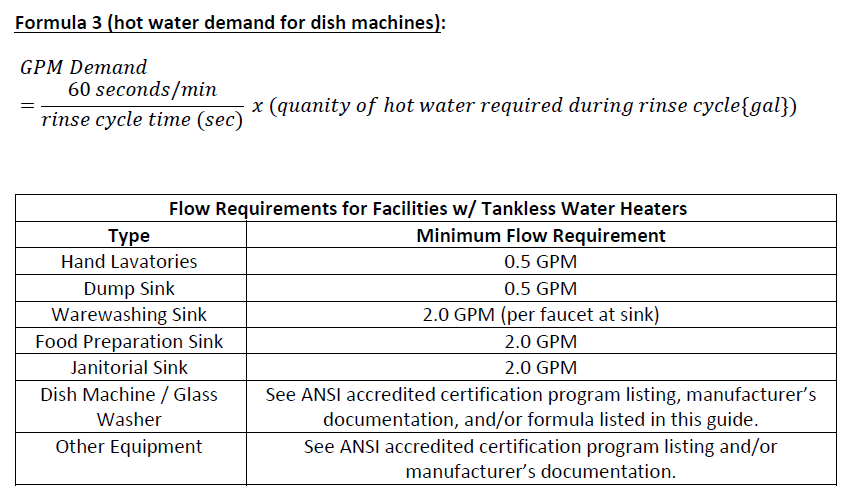 Formula 3 (hot water demand for dish machines):
GPM Demand
60 seconds/min
= rinse cycle time (sec) x (quanity of hot water required during rinse cycle{gal})
Flow Requirements for Facilities w/ Tankless Water Heaters
Type Minimum Flow Requirement
Hand Lavatories 0.5 GPM
Dump Sink 0.5 GPM
Warewashing Sink 2.0 GPM (per faucet at sink)
Food Preparation Sink 2.0 GPM
Janitorial Sink 2.0 GPM
Dish Machine / Glass See ANSI accredited certification program listing, manufacturer's
Washer documentation, and/or formula listed in this guide.
Other Equipment See ANSI accredited certification program listing and/or
manufacturer's documentation.